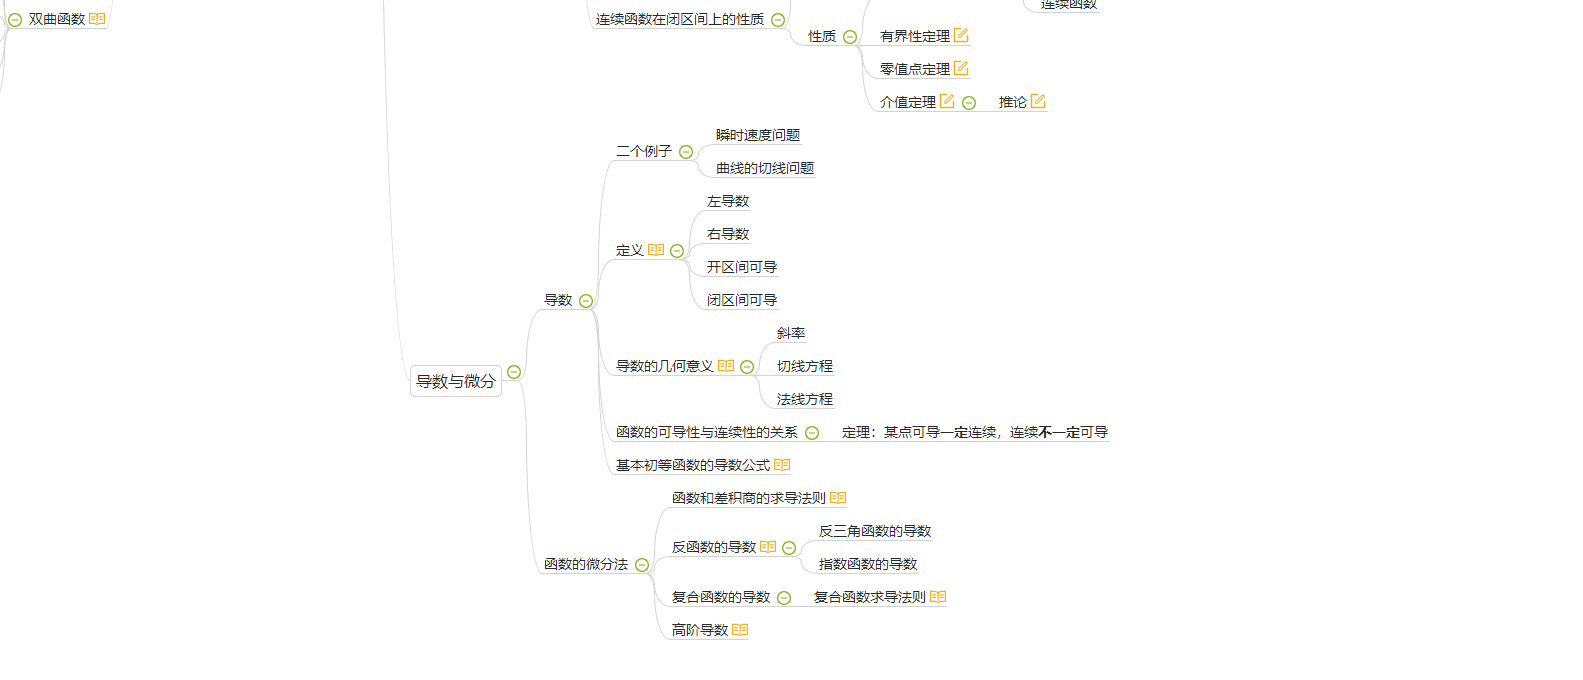 双曲函数
连续函数在闭区间上的性质
性质
连续函数
有界性定理
零值点定理
介值定理
推论
导数与微分
导数
二个例子
瞬时速度问题
曲线的切线问题
定义
左导数
右导数
开区间可导
闭区间可导
导数的几何意义
斜率
切线方程
法线方程
函数的可导性与连续性的关系
定理：某点可导一定连续，连续不一定可导
基本初等函数的导数公式
函数的微分法
函数和差积商的求导法则
反函数的导数
反三角函数的导数
指数函数的导数
复合函数的导数
复合函数求导法则
高阶导数